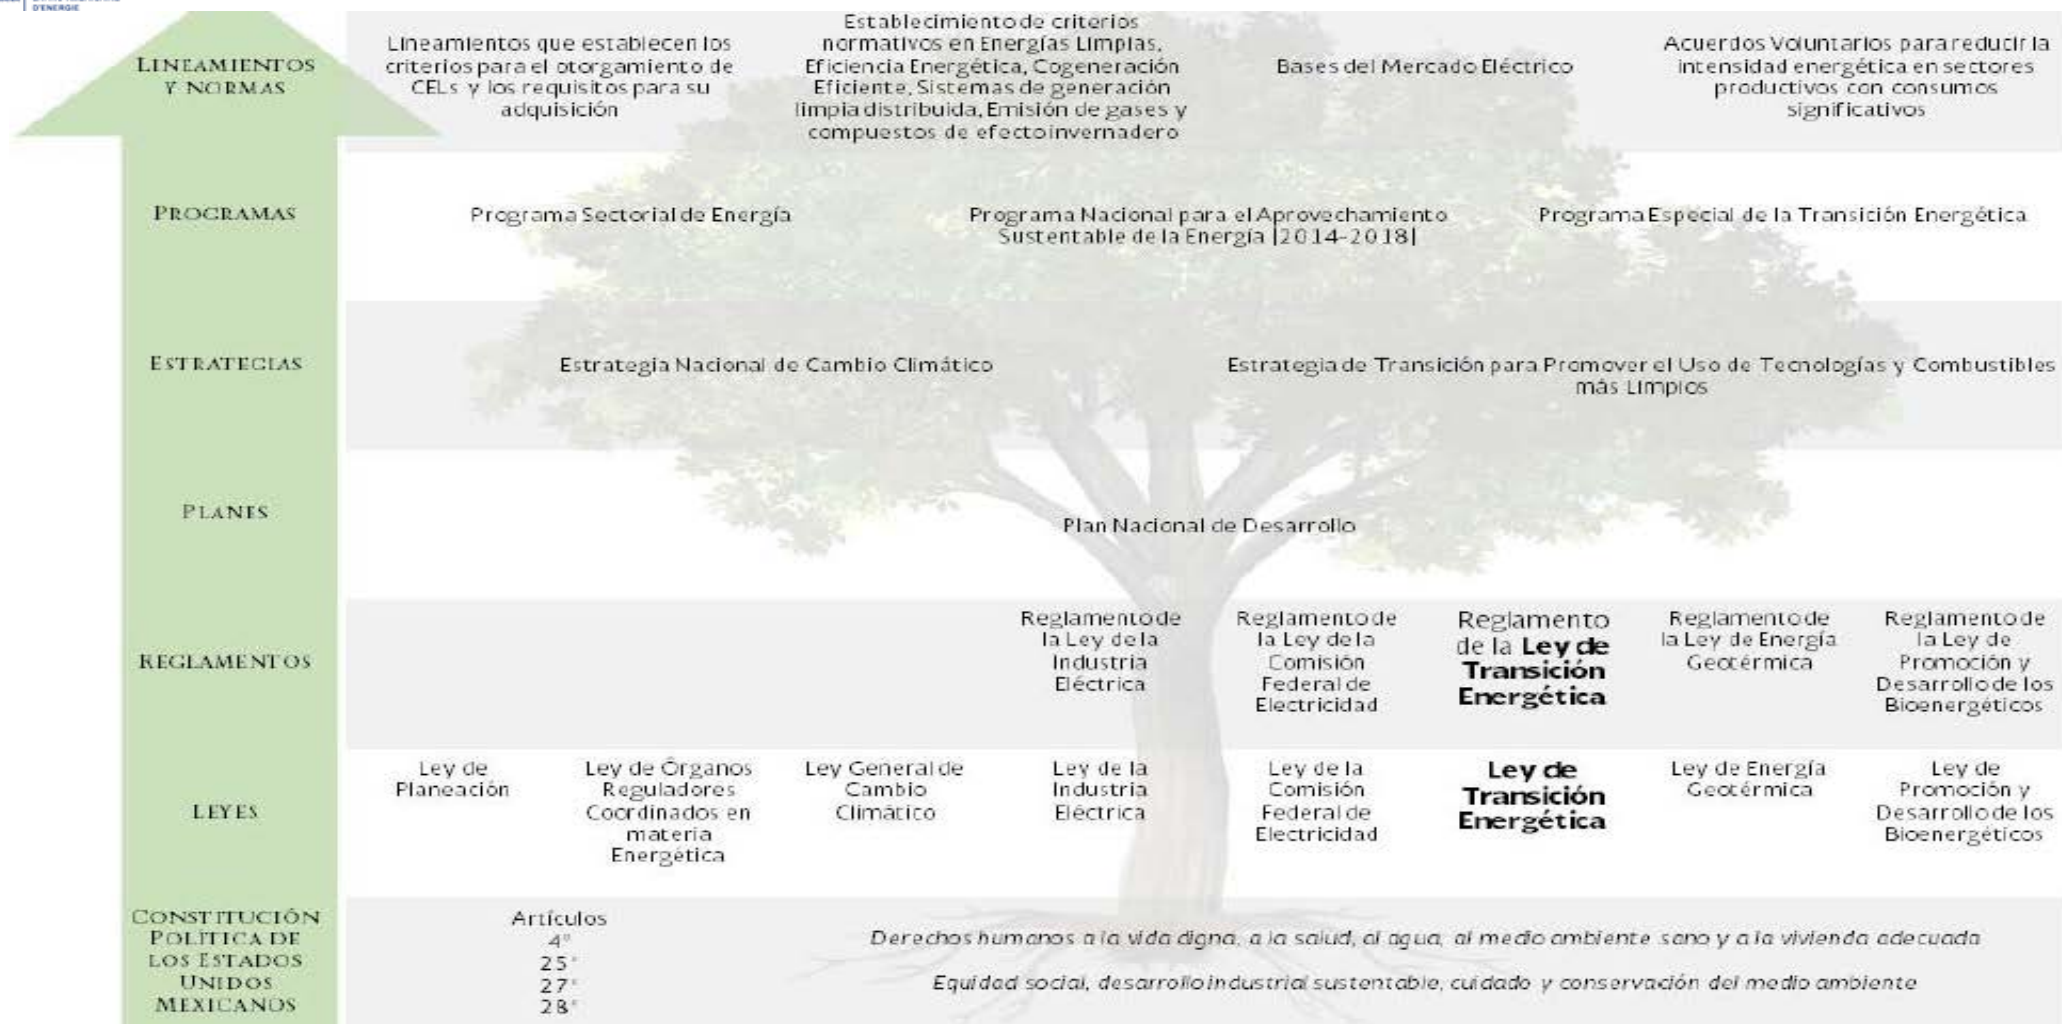 D'ENERGIE
LINEAMIENTOS
Y NORMAS
Lineamientos que establecen los
criterios para el otorgamiento de
CELs y los requisitos para su
adquisición
Establecimiento de criterios
normativos en Energías Limpias,
Eficiencia Energética, Cogeneración
Eficiente, Sistemas de generación
limpia distribuida, Emisión de gases y
compuestos de efecto invernadero
Bases del Mercado Eléctrico
Acuerdos Voluntarios para reducir la
intensidad energética en sectores
productivos con consumos
significativos
PROGRAMAS
Programa Sectorial de Energía
Programa Nacional para el Aprovechamiento
Sustentable de la Energía [2014-2018]
Programa Especial de la Transición Energética
ESTRATEGIAS
Estrategia Nacional de Cambio Climático
Estrategia de Transición para Promover el Uso de Tecnologías y Combustibles
más Limpios
PLANES
Plan Nacional de Desarrollo
REGLAMENTOS
Reglamento de
la Ley de la
Industria
Eléctrica
Reglamento de
la Ley de la
Comisión
Federal de
Electricidad
Reglamento
de la Ley de
Transición
Energética
Reglamento de
la Ley de Energía
Geotérmica
Reglamento de
la Ley de
Promoción y
Desarrollo de los
Bioenergéticos
LEYES
Ley de
Planeación
Ley de Órganos
Reguladores
Coordinados en
materia
Energética
Ley General de
Cambio
Climático
Ley de la
Industria
Eléctrica
Ley de la
Comisión
Federal de
Electricidad
Ley de
Transición
Energética
Ley de Energía
Geotérmica
Ley de
Promoción y
Desarrollo de los
Bioenergéticos
CONSTITUCIÓN
POLÍTICA DE
LOS ESTADOS
UNIDOS
MEXICANOS
Artículos
4°
25°
27°
28°
Derechos humanos a la vida digna, a la salud, al agua, al medio ambiente sano y a la vivienda adecuada
Equidad social, desarrollo industrial sustentable, cuidado y conservación del medio ambiente